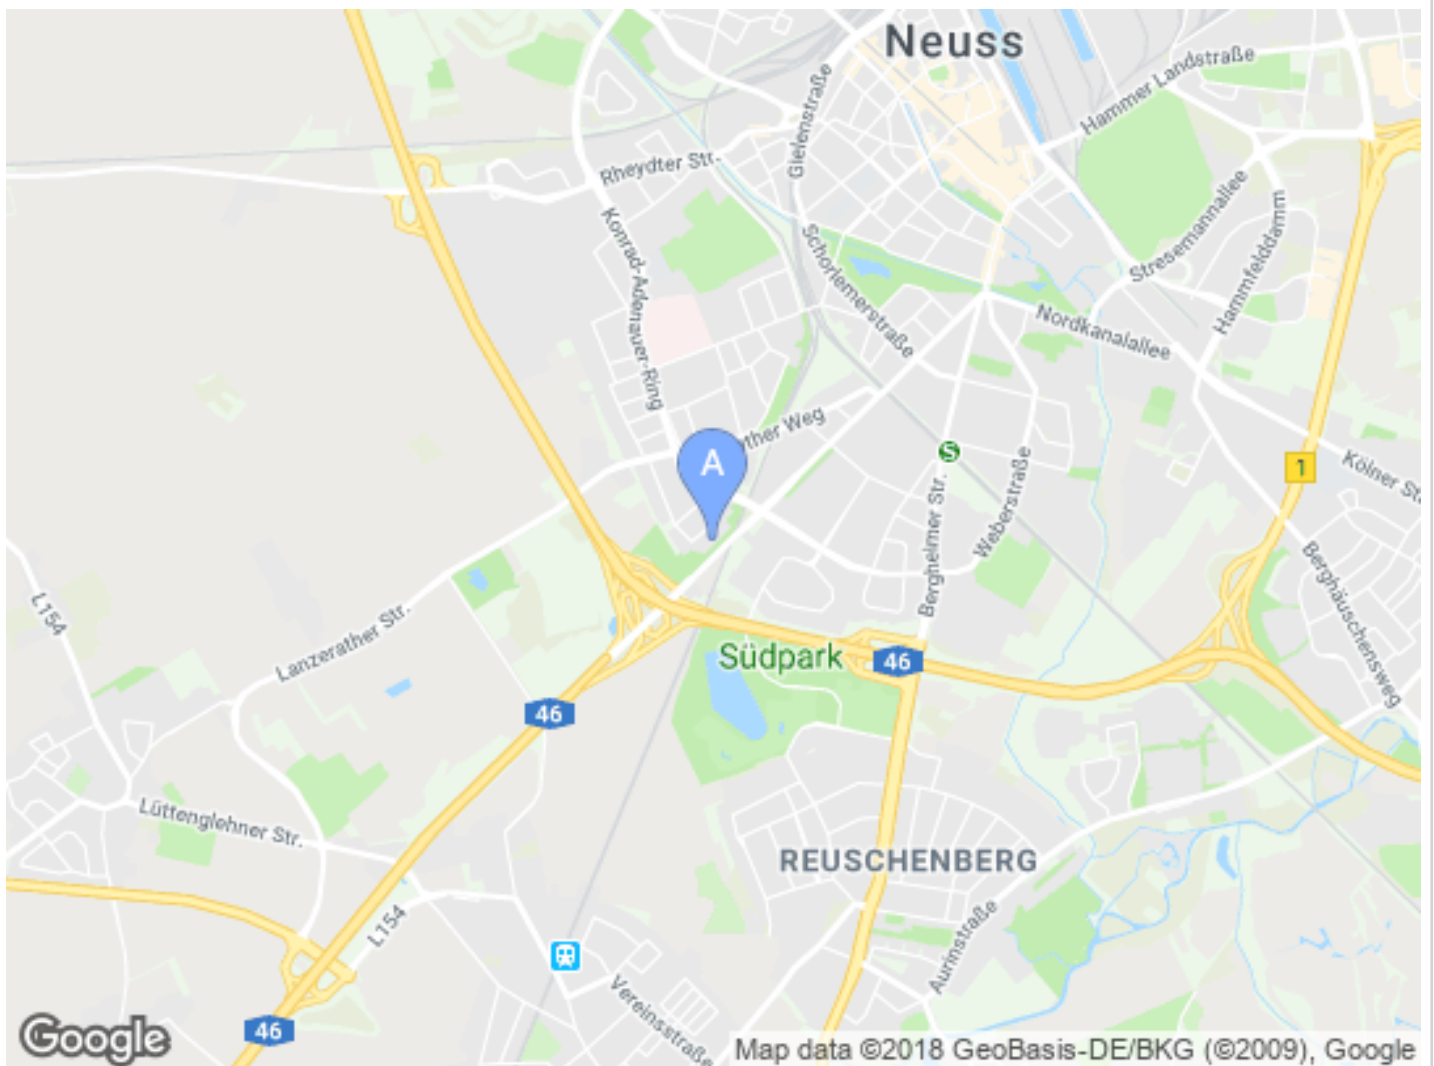 Neuss
Hammer Landstraße
Gielenstraße
Rheydter Str.
Stresemannallee
Hammfelddamm
Konrad-Adenauer-Ring
Schorlemerstraße
Nordkanalallee
ther Weg
A
S
1
Kölner St
Bergheimer Str.
Weberstraße
Berghäuschensweg
L154
Lanzerather Str.
Südpark
46
46
Lüttenglehner Str.
REUSCHENBERG
L154
Aurinstraße
Vereinsstraße
46
Google
Map data ©2018 GeoBasis-DE/BKG (©2009), Google